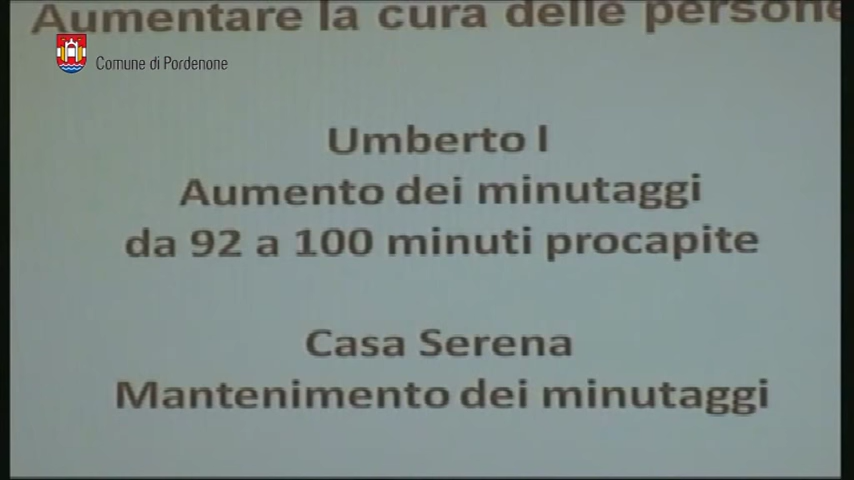 Aumentare la cura delle persone
Comune di Pordenone
Umberto I
Aumento dei minutaggi
da 92 a 100 minuti procapite
Casa Serena
Mantenimento dei minutaggi